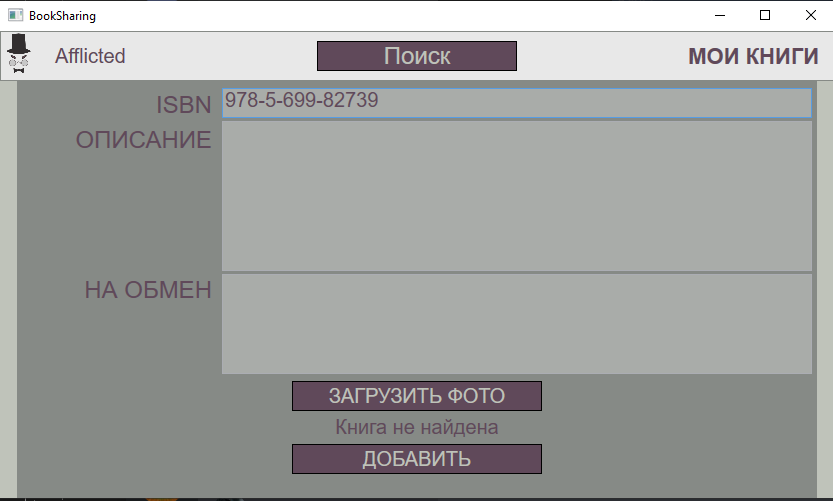 BookSharing
Afflicted
Поиск
МОИ КНИГИ
ISBN
978-5-699-82739
ОПИСАНИЕ
НА ОБМЕН
ЗАГРУЗИТЬ ФОТО
Книга не найдена
ДОБАВИТЬ